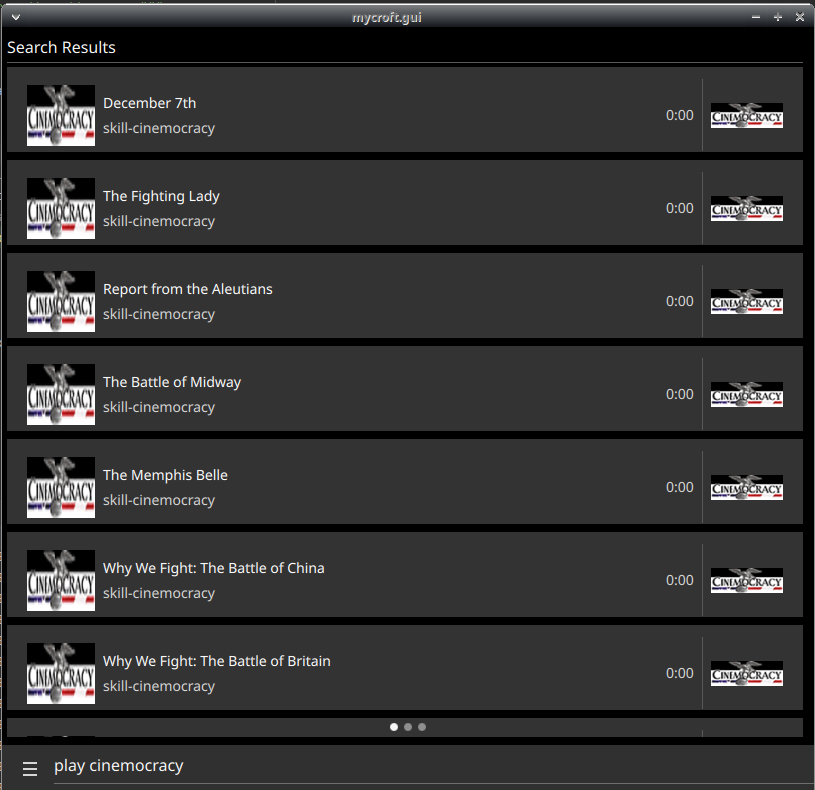 mycroft.gui
Search Results
CINEMOCRACY
December 7th
skill-cinemocracy
0:00
CINEMOCRACY
CINEMOCRACY
The Fighting Lady
skill-cinemocracy
0:00
CINEMOCRACY
CINEMOCRACY
Report from the Aleutians
skill-cinemocracy
0:00
CINEMOCRACY
CINEMOCRACY
The Battle of Midway
skill-cinemocracy
0:00
CINEMOCRACY
CINEMOCRACY
The Memphis Belle
skill-cinemocracy
0:00
CINEMOCRACY
CINEMOCRACY
Why We Fight: The Battle of China
skill-cinemocracy
0:00
CINEMOCRACY
CINEMOCRACY
Why We Fight: The Battle of Britain
skill-cinemocracy
0:00
CINEMOCRACY
play cinemocracy